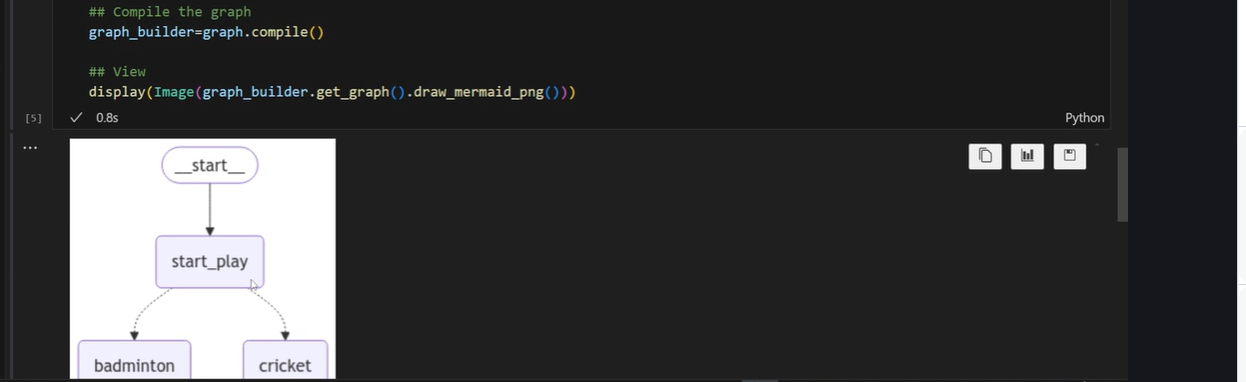 ## Compile the graph
graph_builder=graph.compile()
## View
display(Image(graph_builder.get_graph().draw_mermaid_png()))
[5] 0.8s Python
...
__start__
start_play
badminton cricket